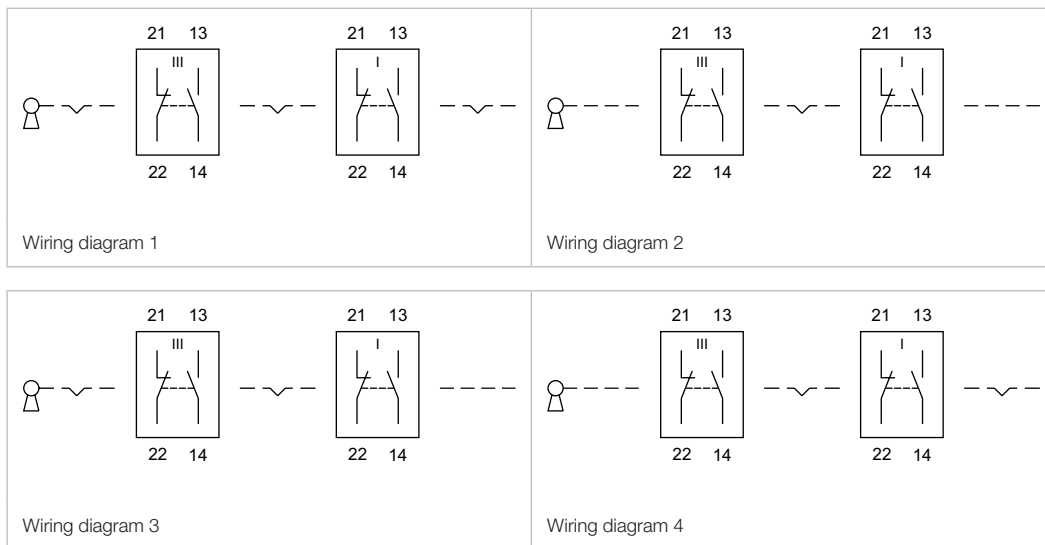 21 13 21 13 21 13 21 13
III I III I
22 14 22 14 22 14 22 14
Wiring diagram 1 Wiring diagram 2
21 13 21 13 21 13 21 13
III I III I
22 14 22 14 22 14 22 14
Wiring diagram 3 Wiring diagram 4